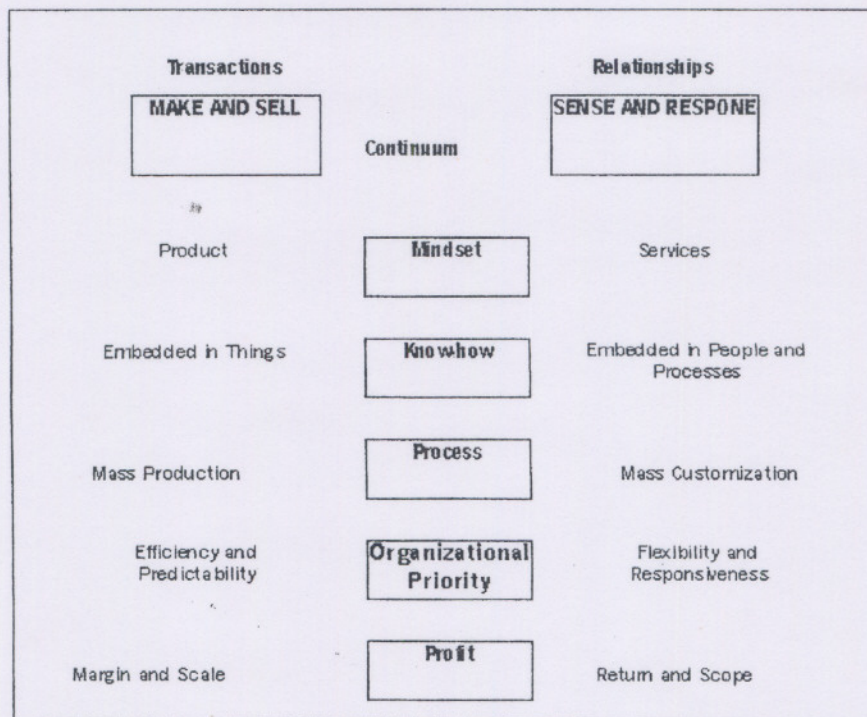 Transactions Relationships
MAKE AND SELL SENSE AND RESPONE
Continuum
Product Mindset Services
Embedded in Things Knowhow Embedded in People and
Processes
Process
Mass Production Mass Customization
Efficiency and Organizational Flexibility and
Predictability Priority Responsiveness
Profit
Margin and Scale Return and Scope